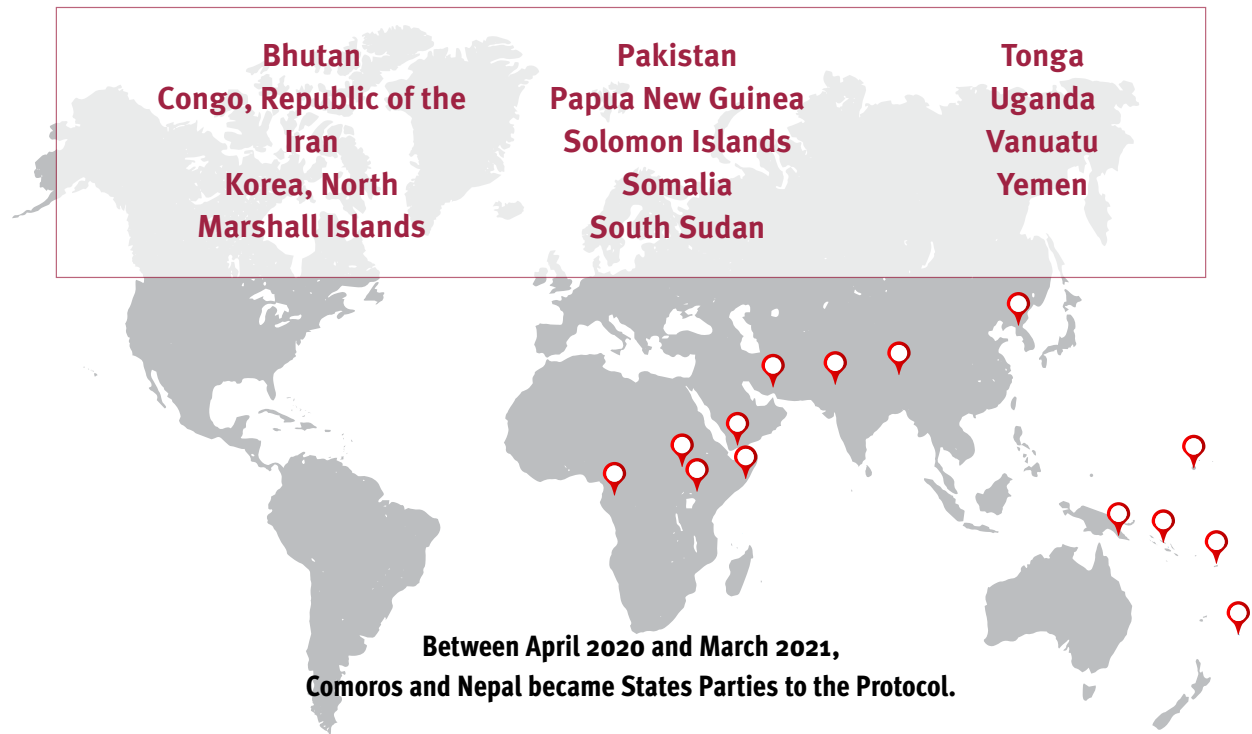 Bhutan
Congo, Republic of the
Iran
Korea, North
Marshall Islands
Pakistan
Papua New Guinea
Solomon Islands
Somalia
South Sudan
Tonga
Uganda
Vanuatu
Yemen
Between April 2020 and March 2021,
Comoros and Nepal became States Parties to the Protocol.